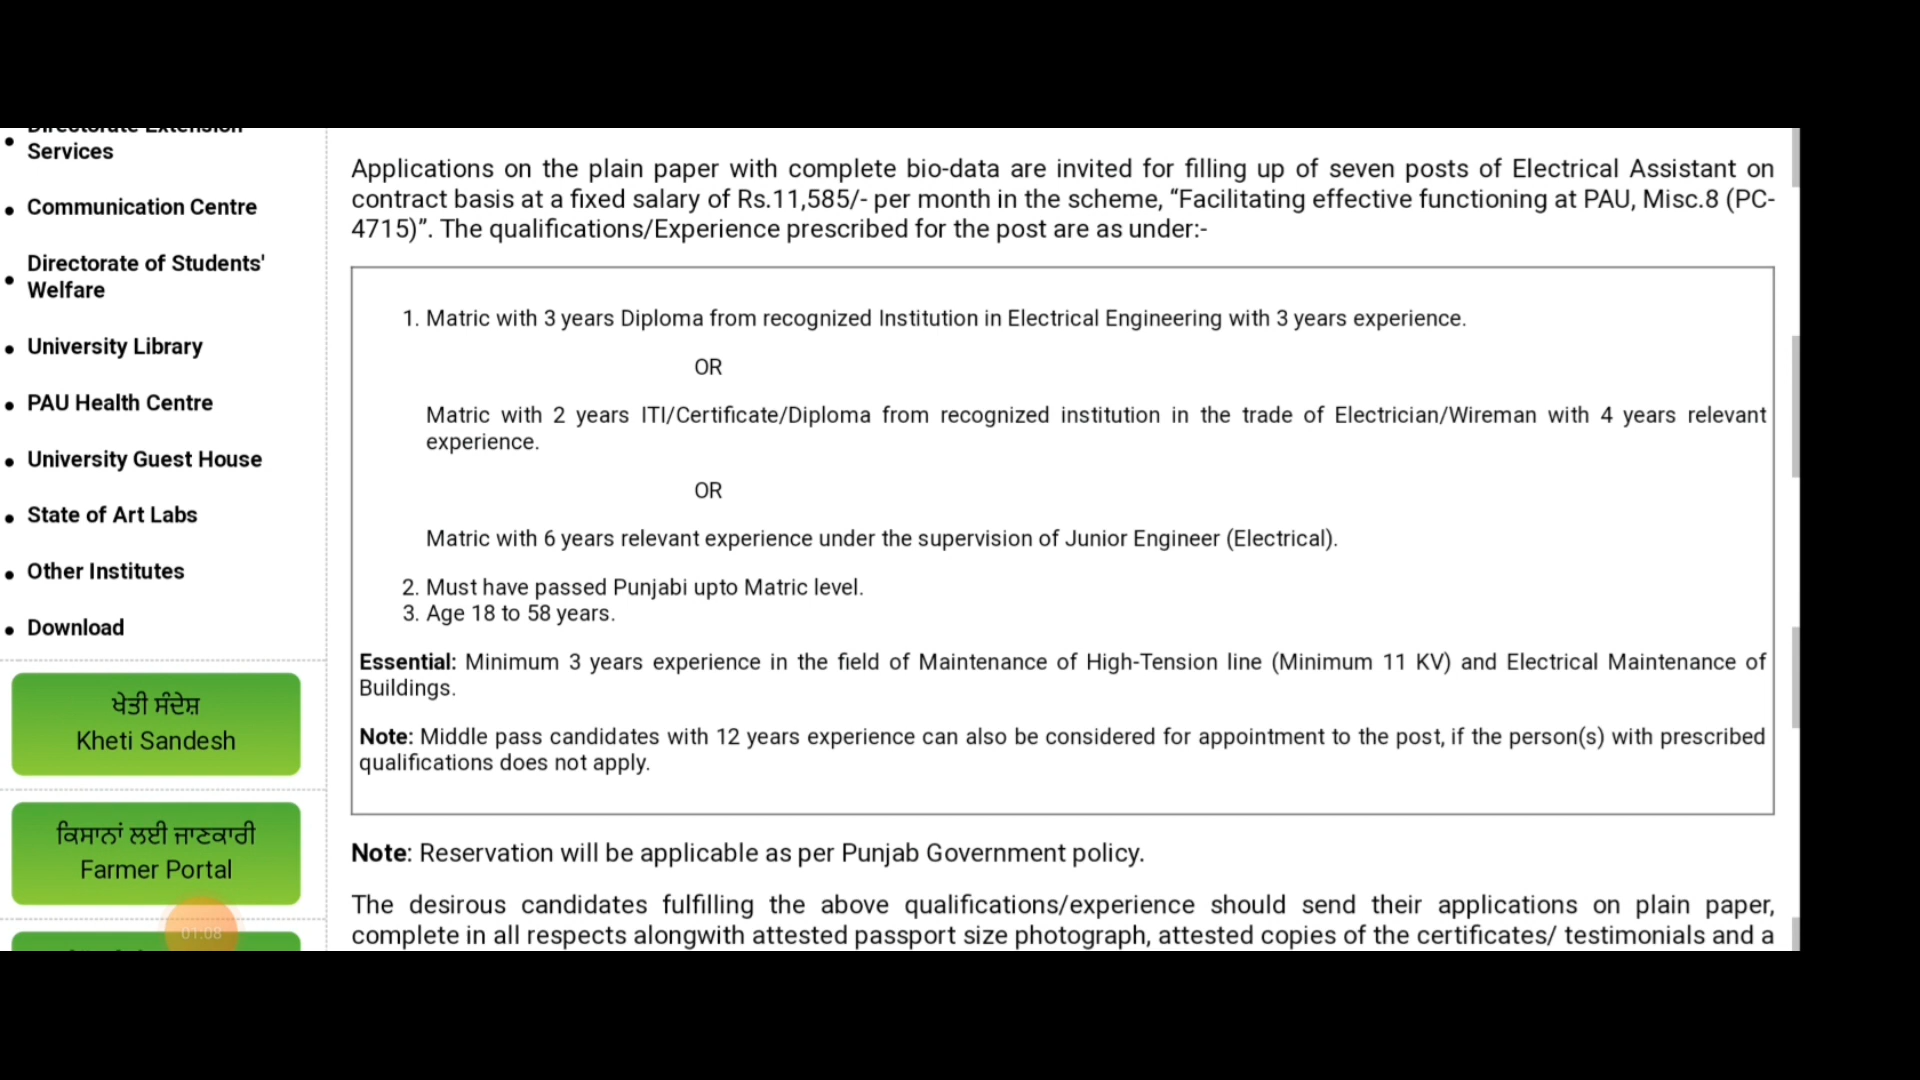 Directorate Extension
Services
Communication Centre
Directorate of Students'
Welfare
University Library
PAU Health Centre
University Guest House
State of Art Labs
Other Institutes
Download
ਖੇਤੀ ਸੰਦੇਸ਼
Kheti Sandesh
ਕਿਸਾਨਾਂ ਲਈ ਜਾਣਕਾਰੀ
Farmer Portal
01:08
Applications on the plain paper with complete bio-data are invited for filling up of seven posts of Electrical Assistant on
contract basis at a fixed salary of Rs.11,585/- per month in the scheme, “Facilitating effective functioning at PAU, Misc.8 (PC-
4715)”. The qualifications/Experience prescribed for the post are as under:-
1. Matric with 3 years Diploma from recognized Institution in Electrical Engineering with 3 years experience.
OR
Matric with 2 years ITI/Certificate/Diploma from recognized institution in the trade of Electrician/Wireman with 4 years relevant
experience.
OR
Matric with 6 years relevant experience under the supervision of Junior Engineer (Electrical).
2. Must have passed Punjabi upto Matric level.
3. Age 18 to 58 years.
Essential: Minimum 3 years experience in the field of Maintenance of High-Tension line (Minimum 11 KV) and Electrical Maintenance of
Buildings.
Note: Middle pass candidates with 12 years experience can also be considered for appointment to the post, if the person(s) with prescribed
qualifications does not apply.
Note: Reservation will be applicable as per Punjab Government policy.
The desirous candidates fulfilling the above qualifications/experience should send their applications on plain paper,
complete in all respects alongwith attested passport size photograph, attested copies of the certificates/ testimonials and a